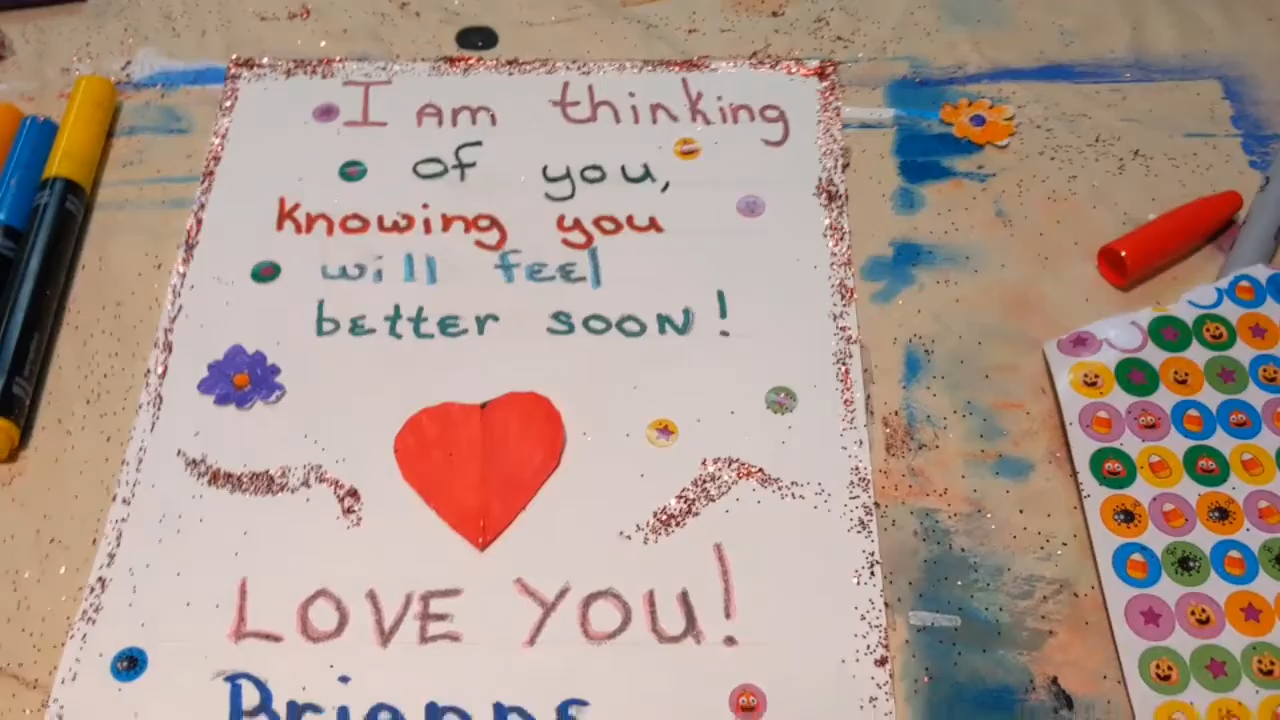 I AM thinking
of you,
Knowing you
will feel
better soon!
LOVE YOU!